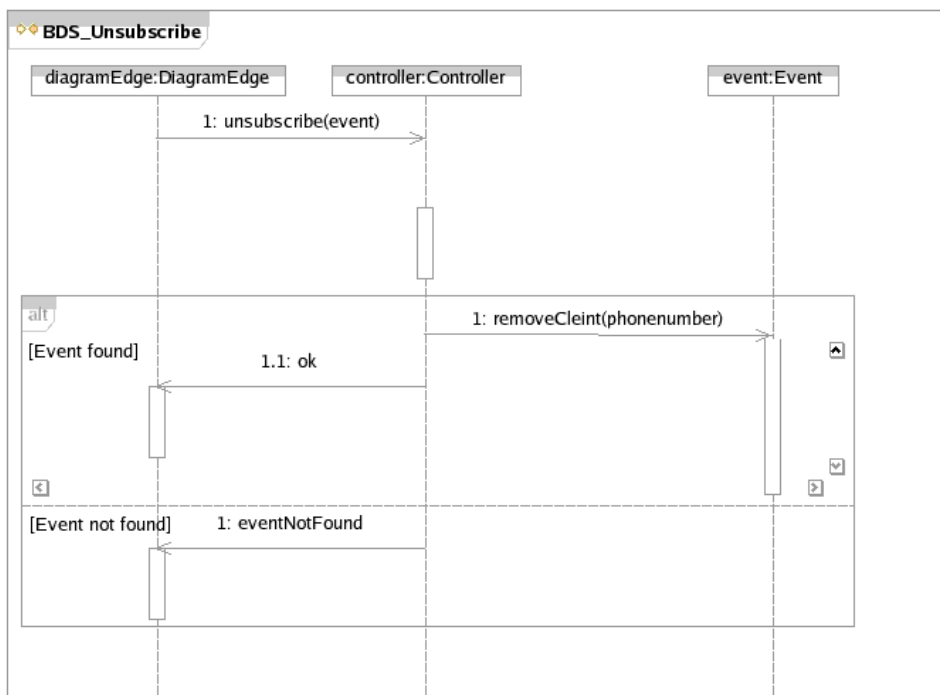 BDS_Unsubscribe
diagramEdge:DiagramEdge
controller:Controller
event:Event
1: unsubscribe(event)
alt
1: removeCleint(phonenumber)
[Event found]
1.1: ok
[Event not found]
1: eventNotFound